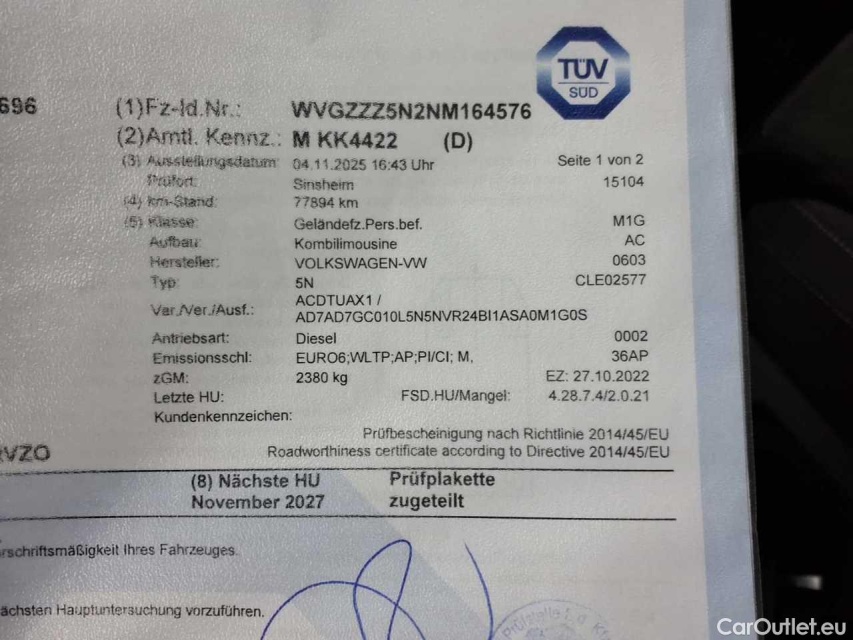 TÜV
SÜD
696
(1)Fz-Id.Nr.: WVGZZZ5N2NM164576
(2)Amtl. Kennz.: M KK4422 (D)
(3) Ausstellungsdatum: 04.11.2025 16:43 Uhr Seite 1 von 2
Prüfort: Sinsheim 15104
(4) km-Stand: 77894 km
(5) Klasse: Geländefz.Pers.bef. M1G
Aufbau: Kombilimousine AC
Hersteller: VOLKSWAGEN-VW 0603
Typ: 5N CLE02577
Var./Ver./Ausf.: ACDTUAX1 /
AD7AD7GC010L5N5NVR24BI1ASA0M1G0S
Antriebsart: Diesel 0002
Emissionsschl: EURO6;WLTP;AP;PI/CI; M, 36AP
zGM: 2380 kg EZ: 27.10.2022
Letzte HU: FSD.HU/Mangel: 4.28.7.4/2.0.21
Kundenkennzeichen:
Prüfbescheinigung nach Richtlinie 2014/45/EU
VZO Roadworthiness certificate according to Directive 2014/45/EU
(8) Nächste HU Prüfplakette
November 2027 zugeteilt
rschriftsmäßigkeit Ihres Fahrzeuges.
ächsten Hauptuntersuchung vorzuführen.
CarOutlet.eu